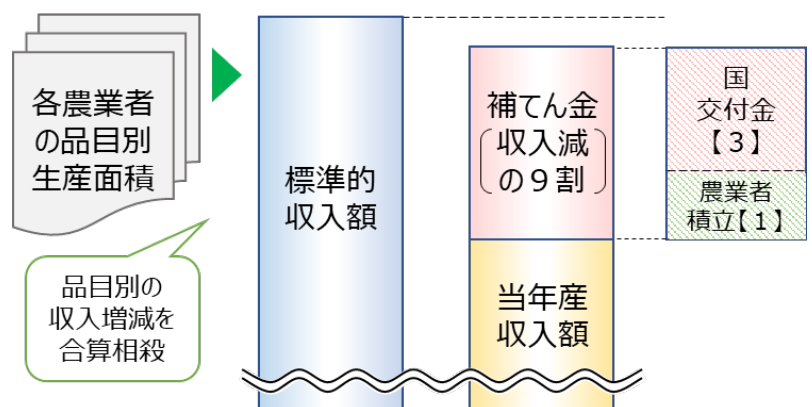 各農業者
の品目別
生産面積
品目別の
収入増減を
合算相殺
標準的
収入額
補てん金
収入減
の９割
当年産
収入額
国
交付金
【３】
農業者
積立【１】